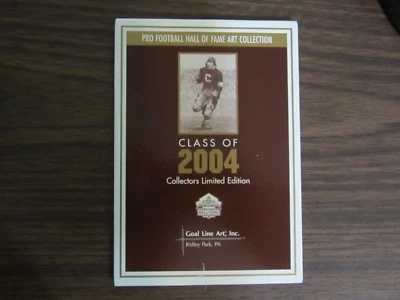 PRO FOOTBALL HALL OF FAME ART COLLECTION
C
CLASS OF
2004
Collectors Limited Edition
Goal Line Art, Inc.
Ridley Park, PA